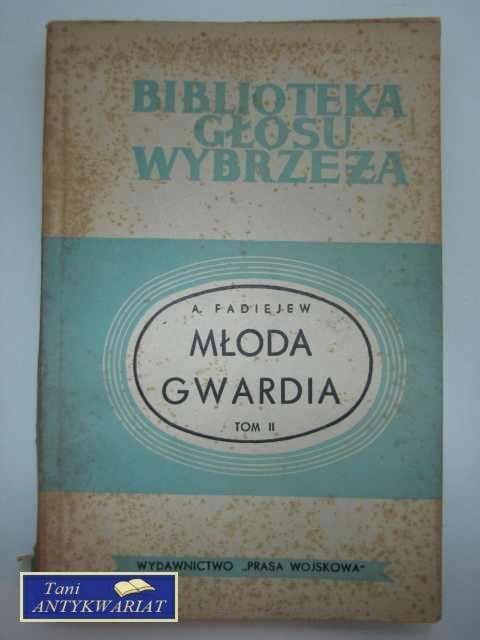 BIBLIOTEKA
GŁOSU
WYBRZEŻA
A. FADIEJEW
MŁODA
GWARDIA
TOM II
WYDAWNICTWO „PRASA WOJSKOWA"
Tani
ANTYKWARIAT